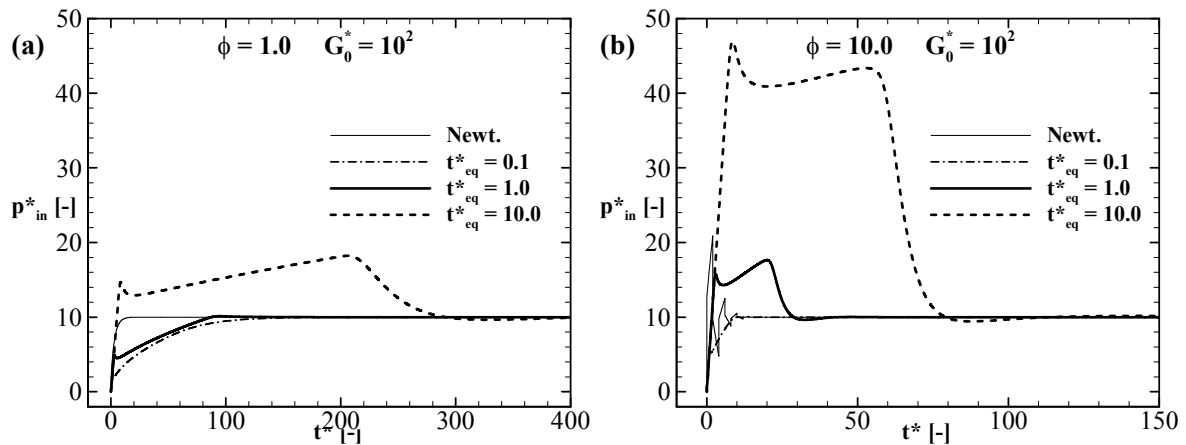 (a)
ϕ = 1.0 G*₀ = 10²
50
40
30
20
10
0
p*ᵢₙ [-]
Newt.
t*eq = 0.1
t*eq = 1.0
t*eq = 10.0
0 100 200 300 400
t* [-]
(b)
ϕ = 10.0 G*₀ = 10²
50
40
30
20
10
0
p*ᵢₙ [-]
Newt.
t*eq = 0.1
t*eq = 1.0
t*eq = 10.0
0 50 100 150
t* [-]